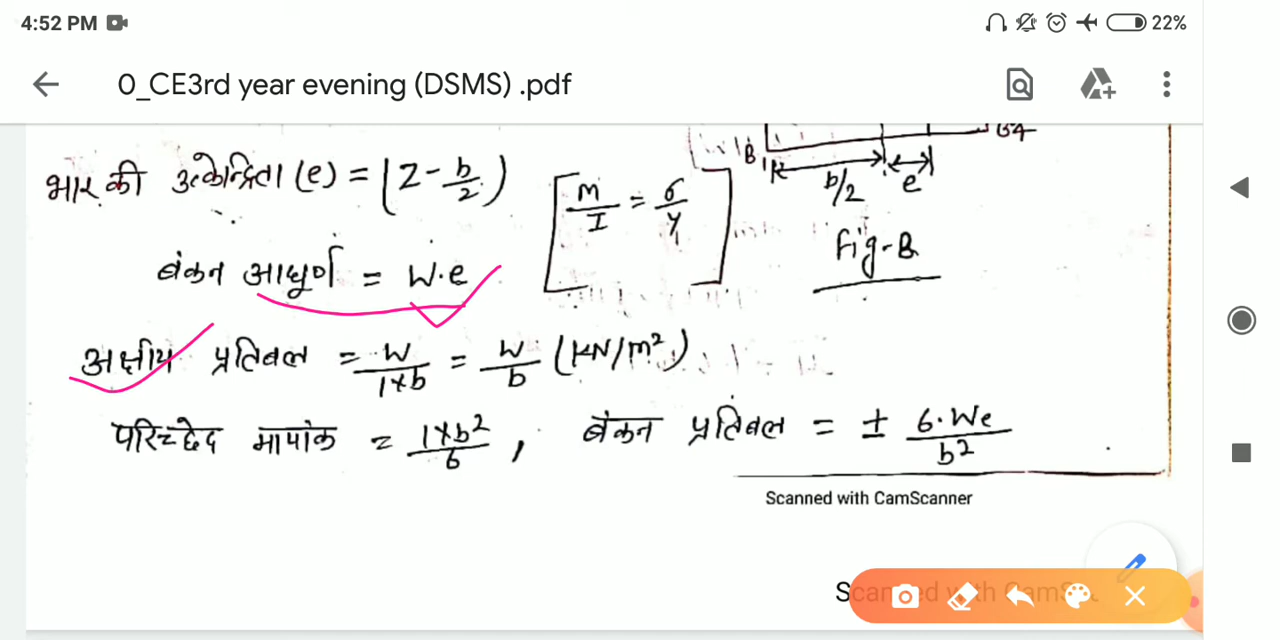 4:52 PM
22%
0_CE3rd year evening (DSMS) .pdf
भार की उत्केन्द्रिता (e) = (Z - b/2)
[M/I = σ/y]
B b/2 e
Fig-B
बंकन आघुर्ण = W.e
अक्षीय प्रतिबल = W/1×b = W/b (KN/m²)
परिच्छेद मापांक = 1×b²/6 , बंकन प्रतिबल = ± 6.We/b²
Scanned with CamScanner